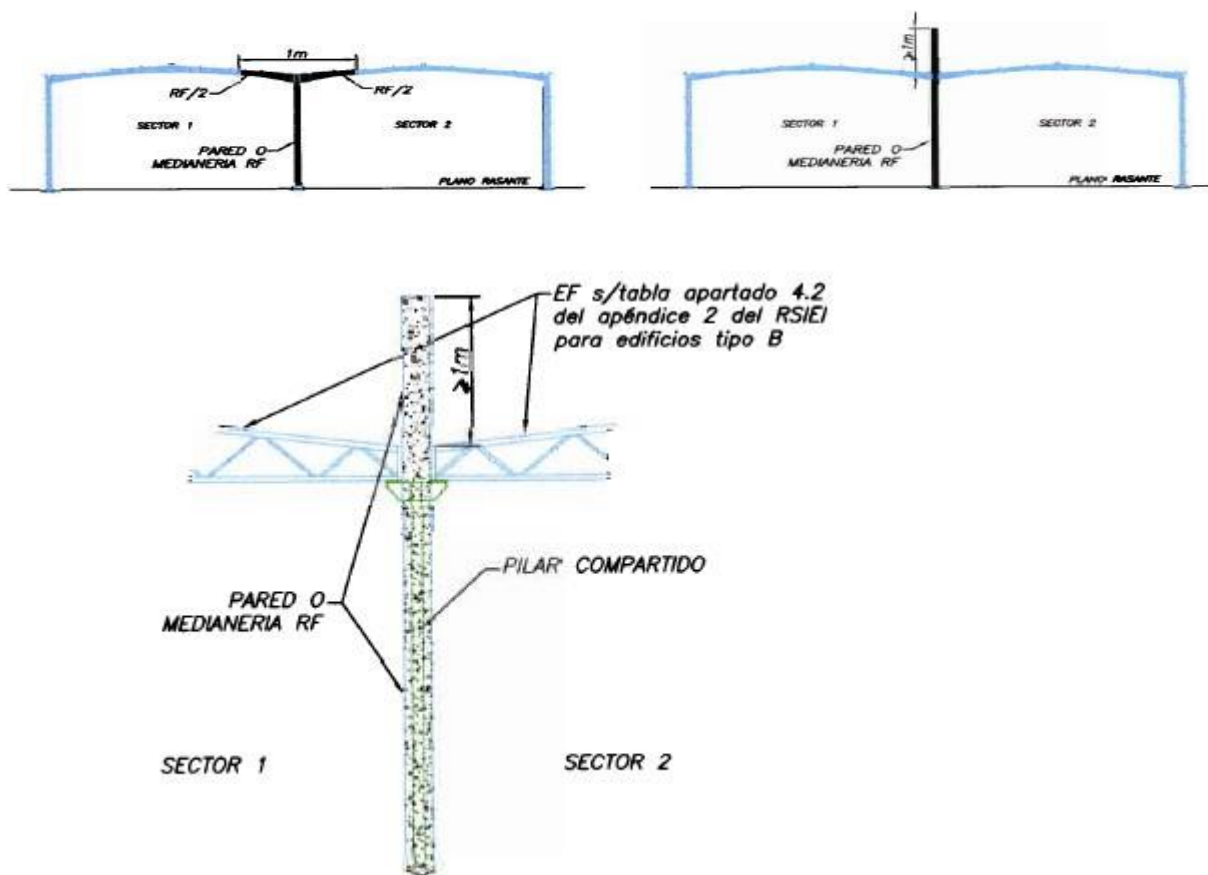 1m
RF/2
RF/2
SECTOR 1
SECTOR 2
PARED O
MEDIANERIA RF
PLANO RASANTE
≥1m
SECTOR 1
SECTOR 2
PARED O
MEDIANERIA RF
PLANO RASANTE
EF s/tabla apartado 4.2
del apéndice 2 del RSIEI
para edificios tipo B
≥1m
PILAR COMPARTIDO
PARED O
MEDIANERIA RF
SECTOR 1
SECTOR 2